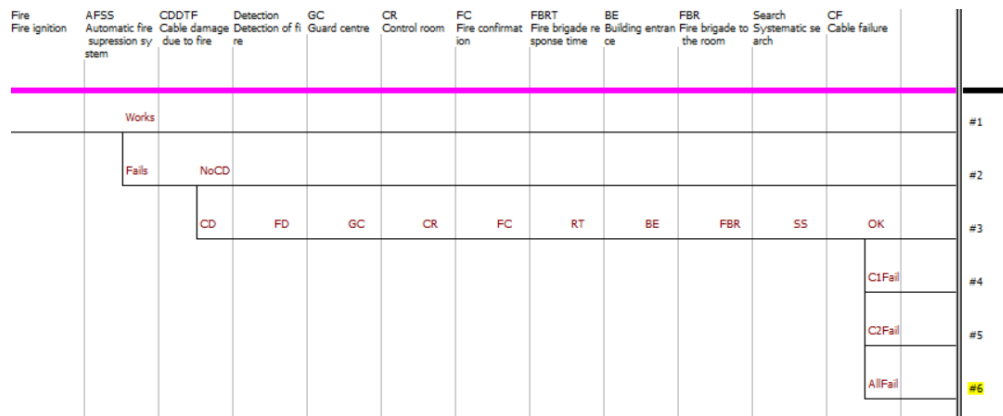 Fire AFSS CDDTF Detection GC CR FC FBRT BE FBR Search CF
Fire ignition Automatic fire Cable damage Detection of fi Guard centre Control room Fire confirmat Fire brigade re Building entran Fire brigade to Systematic se Cable failure
supression sy due to fire re ion sponse time ce the room arch
stem
Works #1
Fails NoCD #2
CD FD GC CR FC RT BE FBR SS OK #3
C1Fail #4
C2Fail #5
AllFail #6